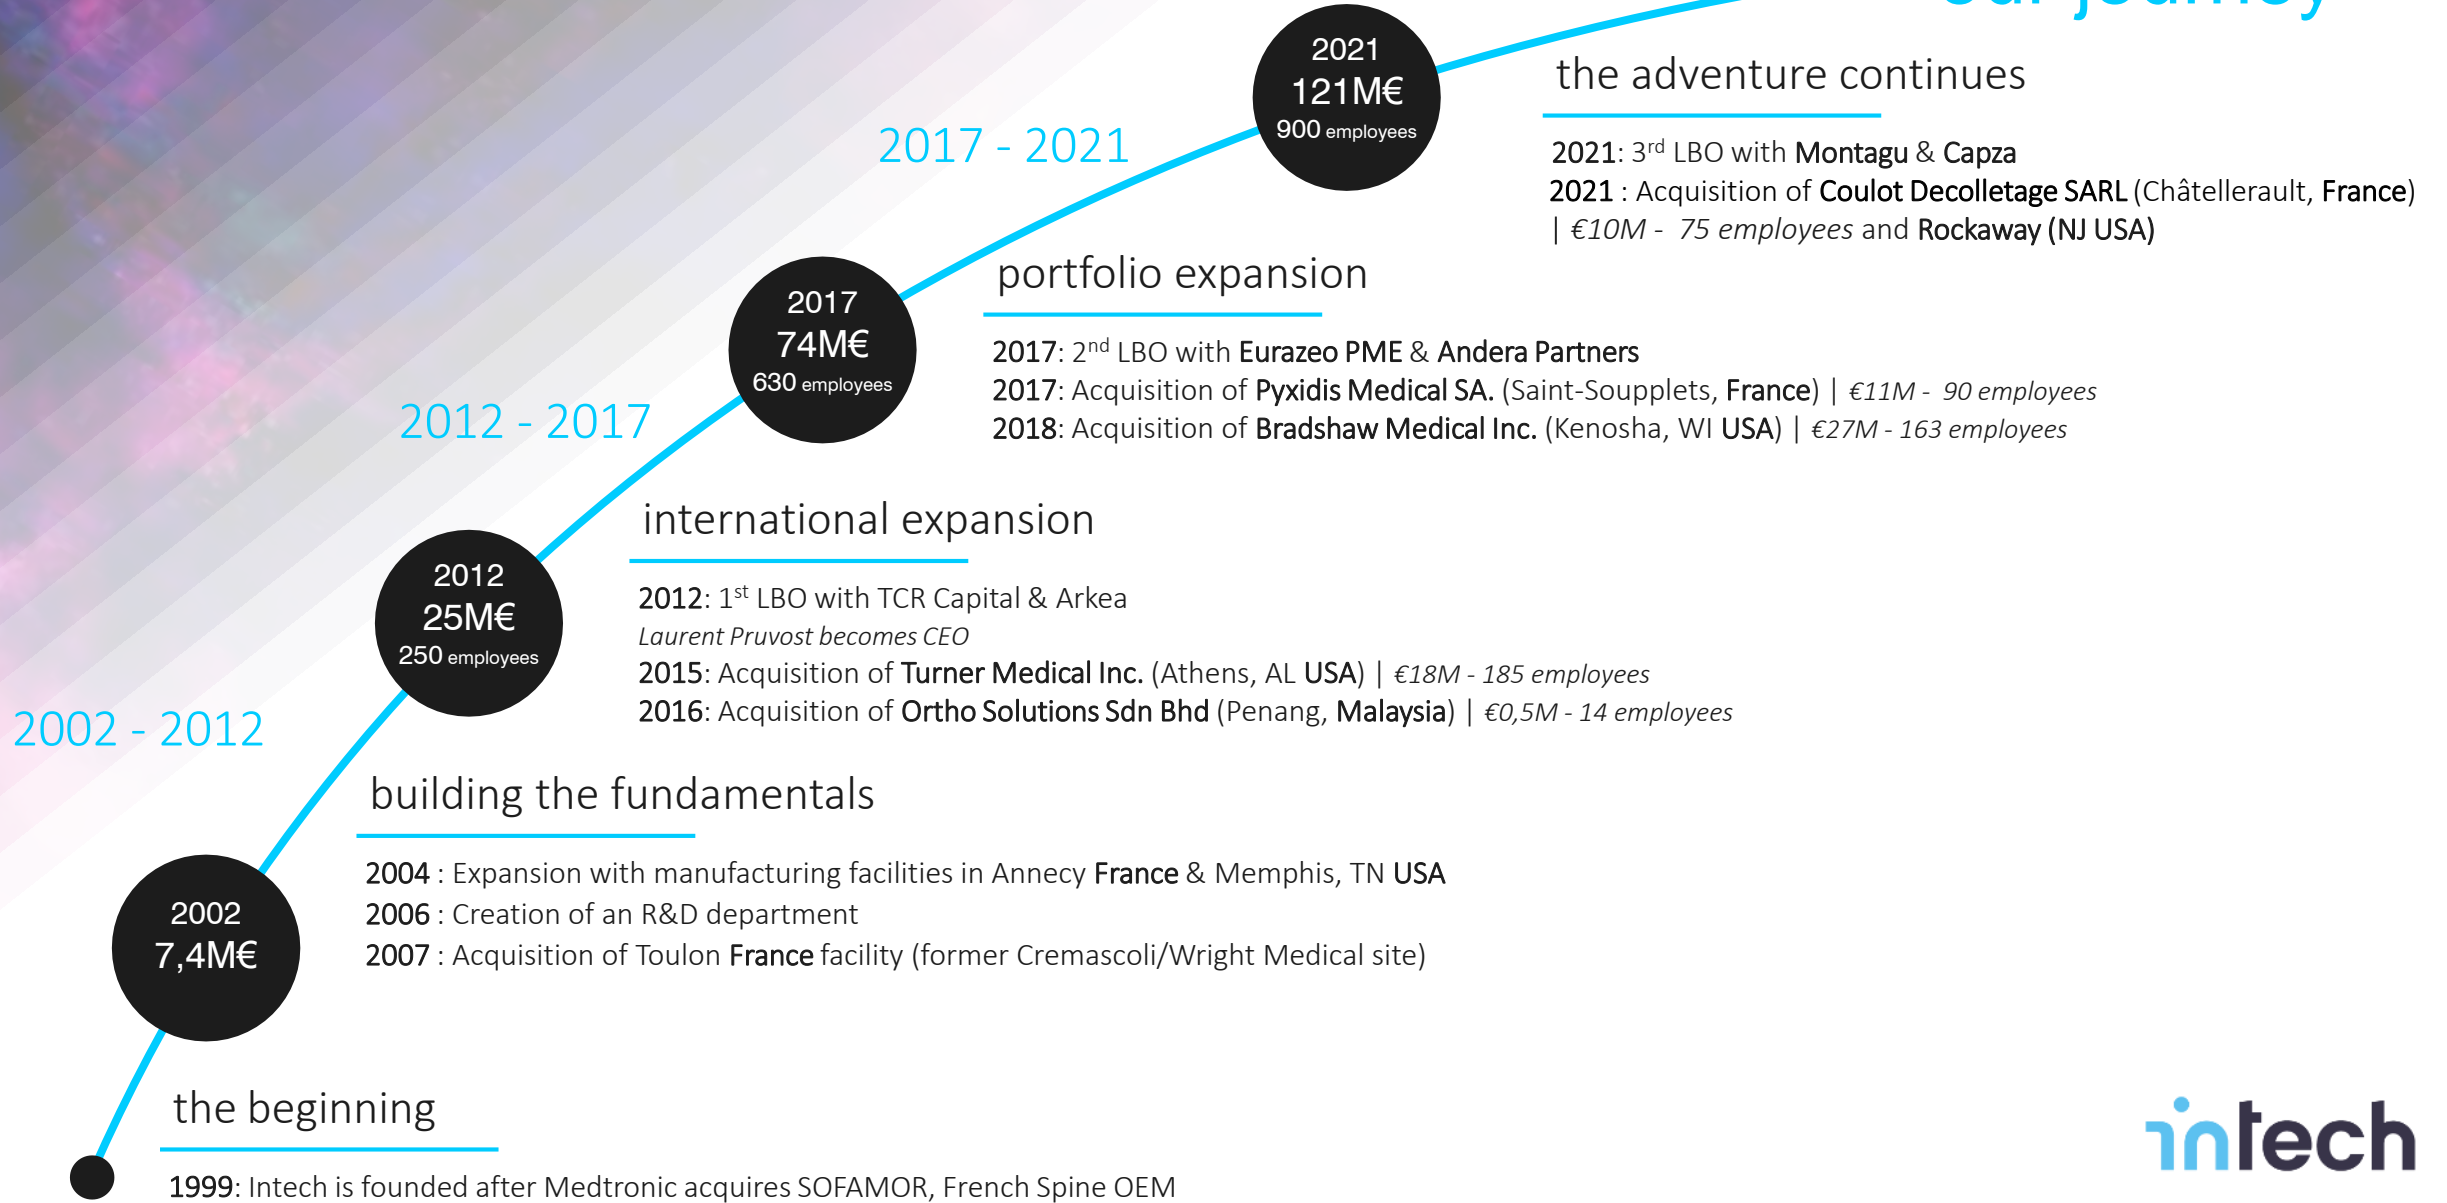 our journey
2021
121M€
900 employees
the adventure continues
2021: 3rd LBO with Montagu & Capza
2021 : Acquisition of Coulot Decolletage SARL (Châtellerault, France)
| €10M - 75 employees and Rockaway (NJ USA)
2017 - 2021
2017
74M€
630 employees
portfolio expansion
2017: 2nd LBO with Eurazeo PME & Andera Partners
2017: Acquisition of Pyxidis Medical SA. (Saint-Soupplets, France) | €11M - 90 employees
2018: Acquisition of Bradshaw Medical Inc. (Kenosha, WI USA) | €27M - 163 employees
2012 - 2017
2012
25M€
250 employees
international expansion
2012: 1st LBO with TCR Capital & Arkea
Laurent Pruvost becomes CEO
2015: Acquisition of Turner Medical Inc. (Athens, AL USA) | €18M - 185 employees
2016: Acquisition of Ortho Solutions Sdn Bhd (Penang, Malaysia) | €0,5M - 14 employees
2002 - 2012
2002
7,4M€
building the fundamentals
2004 : Expansion with manufacturing facilities in Annecy France & Memphis, TN USA
2006 : Creation of an R&D department
2007 : Acquisition of Toulon France facility (former Cremascoli/Wright Medical site)
the beginning
1999: Intech is founded after Medtronic acquires SOFAMOR, French Spine OEM
intech